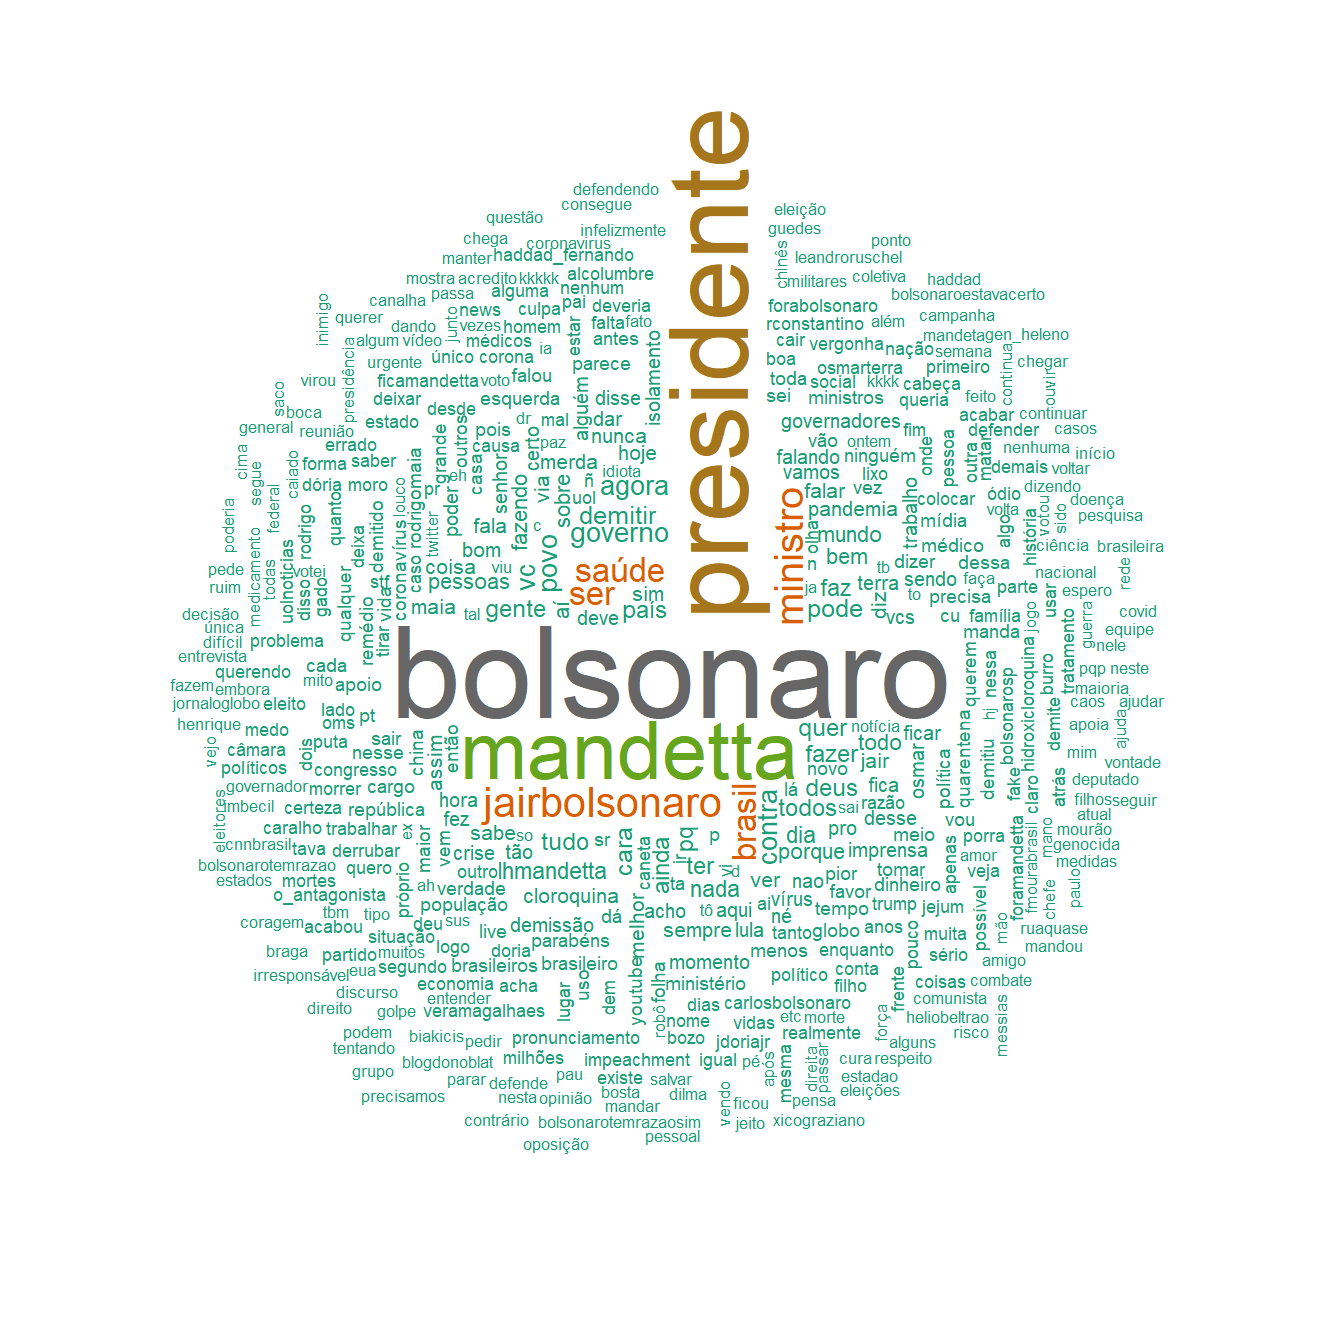 defendendo
consegue
eleição
questão
infelizmente
guedes
chega
coronavirus
ponto
manter
haddad_fernando
chinês
leandroruschel
mostra
acredito
kkkkk
alcolumbre
militares
coletiva
haddad
canalha
passa
alguma
nenhum
presidente
bolsonaroestavacerto
inimigo
querer
junto
news
culpa
pai
deveria
forabolsonaro
dando
vezes
homem
falta
fato
rconstantino
além
campanha
algum
vídeo
médicos
estar
antes
cair
vergonha
nação
mandeta
gen_heleno
urgente
único
corona
ia
parece
isolamento
boa
osmarterra
primeiro
semana
continua
chegar
virou
presidência
ficamandetta
voto
falou
toda
social
kkkk
cabeça
ouvir
saco
boca
deixar
desde
esquerda
alguém
disse
sei
ministros
queria
feito
general
reunião
estado
outros
pois
dr
mal
dar
governadores
fim
acabar
continuar
errado
grande
causa
certo
paz
nunca
vão
ontem
onde
pessoa
defender
casos
cima
segue
caiado
forma
saber
rodrigomaia
eh
casa
senhor
merda
hoje
falando
ninguém
outra
matar
nenhuma
início
dória
moro
louco
pr
via
ñ
idiota
vamos
lixo
demais
voltar
federal
quanto
caso
poder
fazendo
sobre
uol
agora
ministro
falar
vez
trabalho
colocar
ódio
dizendo
poderia
medicamento
todas
uolnoticias
rodrigo
demitido
coronavírus
twitter
fala
c
demitir
pandemia
mídia
volta
votou
doença
deixa
bom
viu
povo
governo
olha
mundo
médico
algo
história
sido
pesquisa
pede
votei
disso
qualquer
stf
coisa
vc
saúde
n
bem
tb
dizer
dessa
ciência
brasileira
ruim
gado
remédio
vida
pessoas
ser
sim
ja
faz
terra
sendo
faça
parte
nacional
rede
decisão
tirar
maia
tal
gente
aí
deve
país
pode
diz
vcs
to
precisa
usar
espero
única
difícil
problema
cu
família
jogo
guerra
covid
equipe
entrevista
querendo
cada
bolsonaro
manda
tratamento
nele
fazem
embora
mito
apoio
querem
nessa
burro
pqp
neste
jornaloglobo
eleito
lado
hidroxicloroquina
maioria
henrique
medo
oms
pt
quer
notícia
ficar
hj
bolsonarosp
caos
ajudar
vejo
câmara
dois
puta
sair
nesse
china
assim
então
mandetta
fazer
todo
quarentena
demitiu
demite
apoia
ajuda
políticos
congresso
novo
jair
osmar
política
mim
vontade
governador
morrer
cargo
hora
jairbolsonaro
brasil
contra
lá
deus
fica
fake
claro
atrás
deputado
eleitores
imbecil
certeza
república
fez
todos
sai
razão
desse
vou
filhos
seguir
atual
caralho
trabalhar
ex
maior
vem
sabe
so
tudo
sr
cara
pq
p
dia
pro
meio
porra
foramandetta
fmourabrasil
mano
mourão
cnnbrasil
tava
derrubar
crise
tão
ainda
ir
porque
imprensa
apenas
amor
genocida
bolsonarotemrazao
quero
próprio
outro
lhmandetta
caneta
ter
vi
d
ver
nao
pior
tomar
veja
medidas
estados
mortes
ah
verdade
ta
nada
ai
vírus
favor
dinheiro
possível
chefe
paulo
o_antagonista
população
cloroquina
acho
tô
aqui
tempo
trump
jejum
tbm
tipo
deu
sus
dá
melhor
né
coragem
acabou
live
demissão
sempre
lula
tanto
globo
anos
pouco
muita
mão
ruaquase
situação
logo
doria
parabéns
menos
enquanto
sério
mandou
braga
partido
muitos
momento
amigo
irresponsável
eua
segundo
brasileiros
brasileiro
youtube
folha
político
conta
frente
coisas
combate
economia
acha
lugar
uso
dem
ministério
filho
discurso
entender
robô
dias
carlosbolsonaro
comunista
direito
golpe
veramagalhaes
nome
vidas
etc
morte
força
heliobeltrao
messias
podem
biakicis
pedir
pronunciamento
bozo
jdoriajr
realmente
alguns
risco
tentando
blogdonoblat
milhões
impeachment
igual
pé
após
mesma
direita
passar
cura
respeito
grupo
parar
defende
pau
existe
salvar
estadao
precisamos
nesta
opinião
bosta
dilma
vendo
ficou
pensa
eleições
mandar
contrário
bolsonarotemrazaosim
jeito
xicograziano
pessoal
oposição